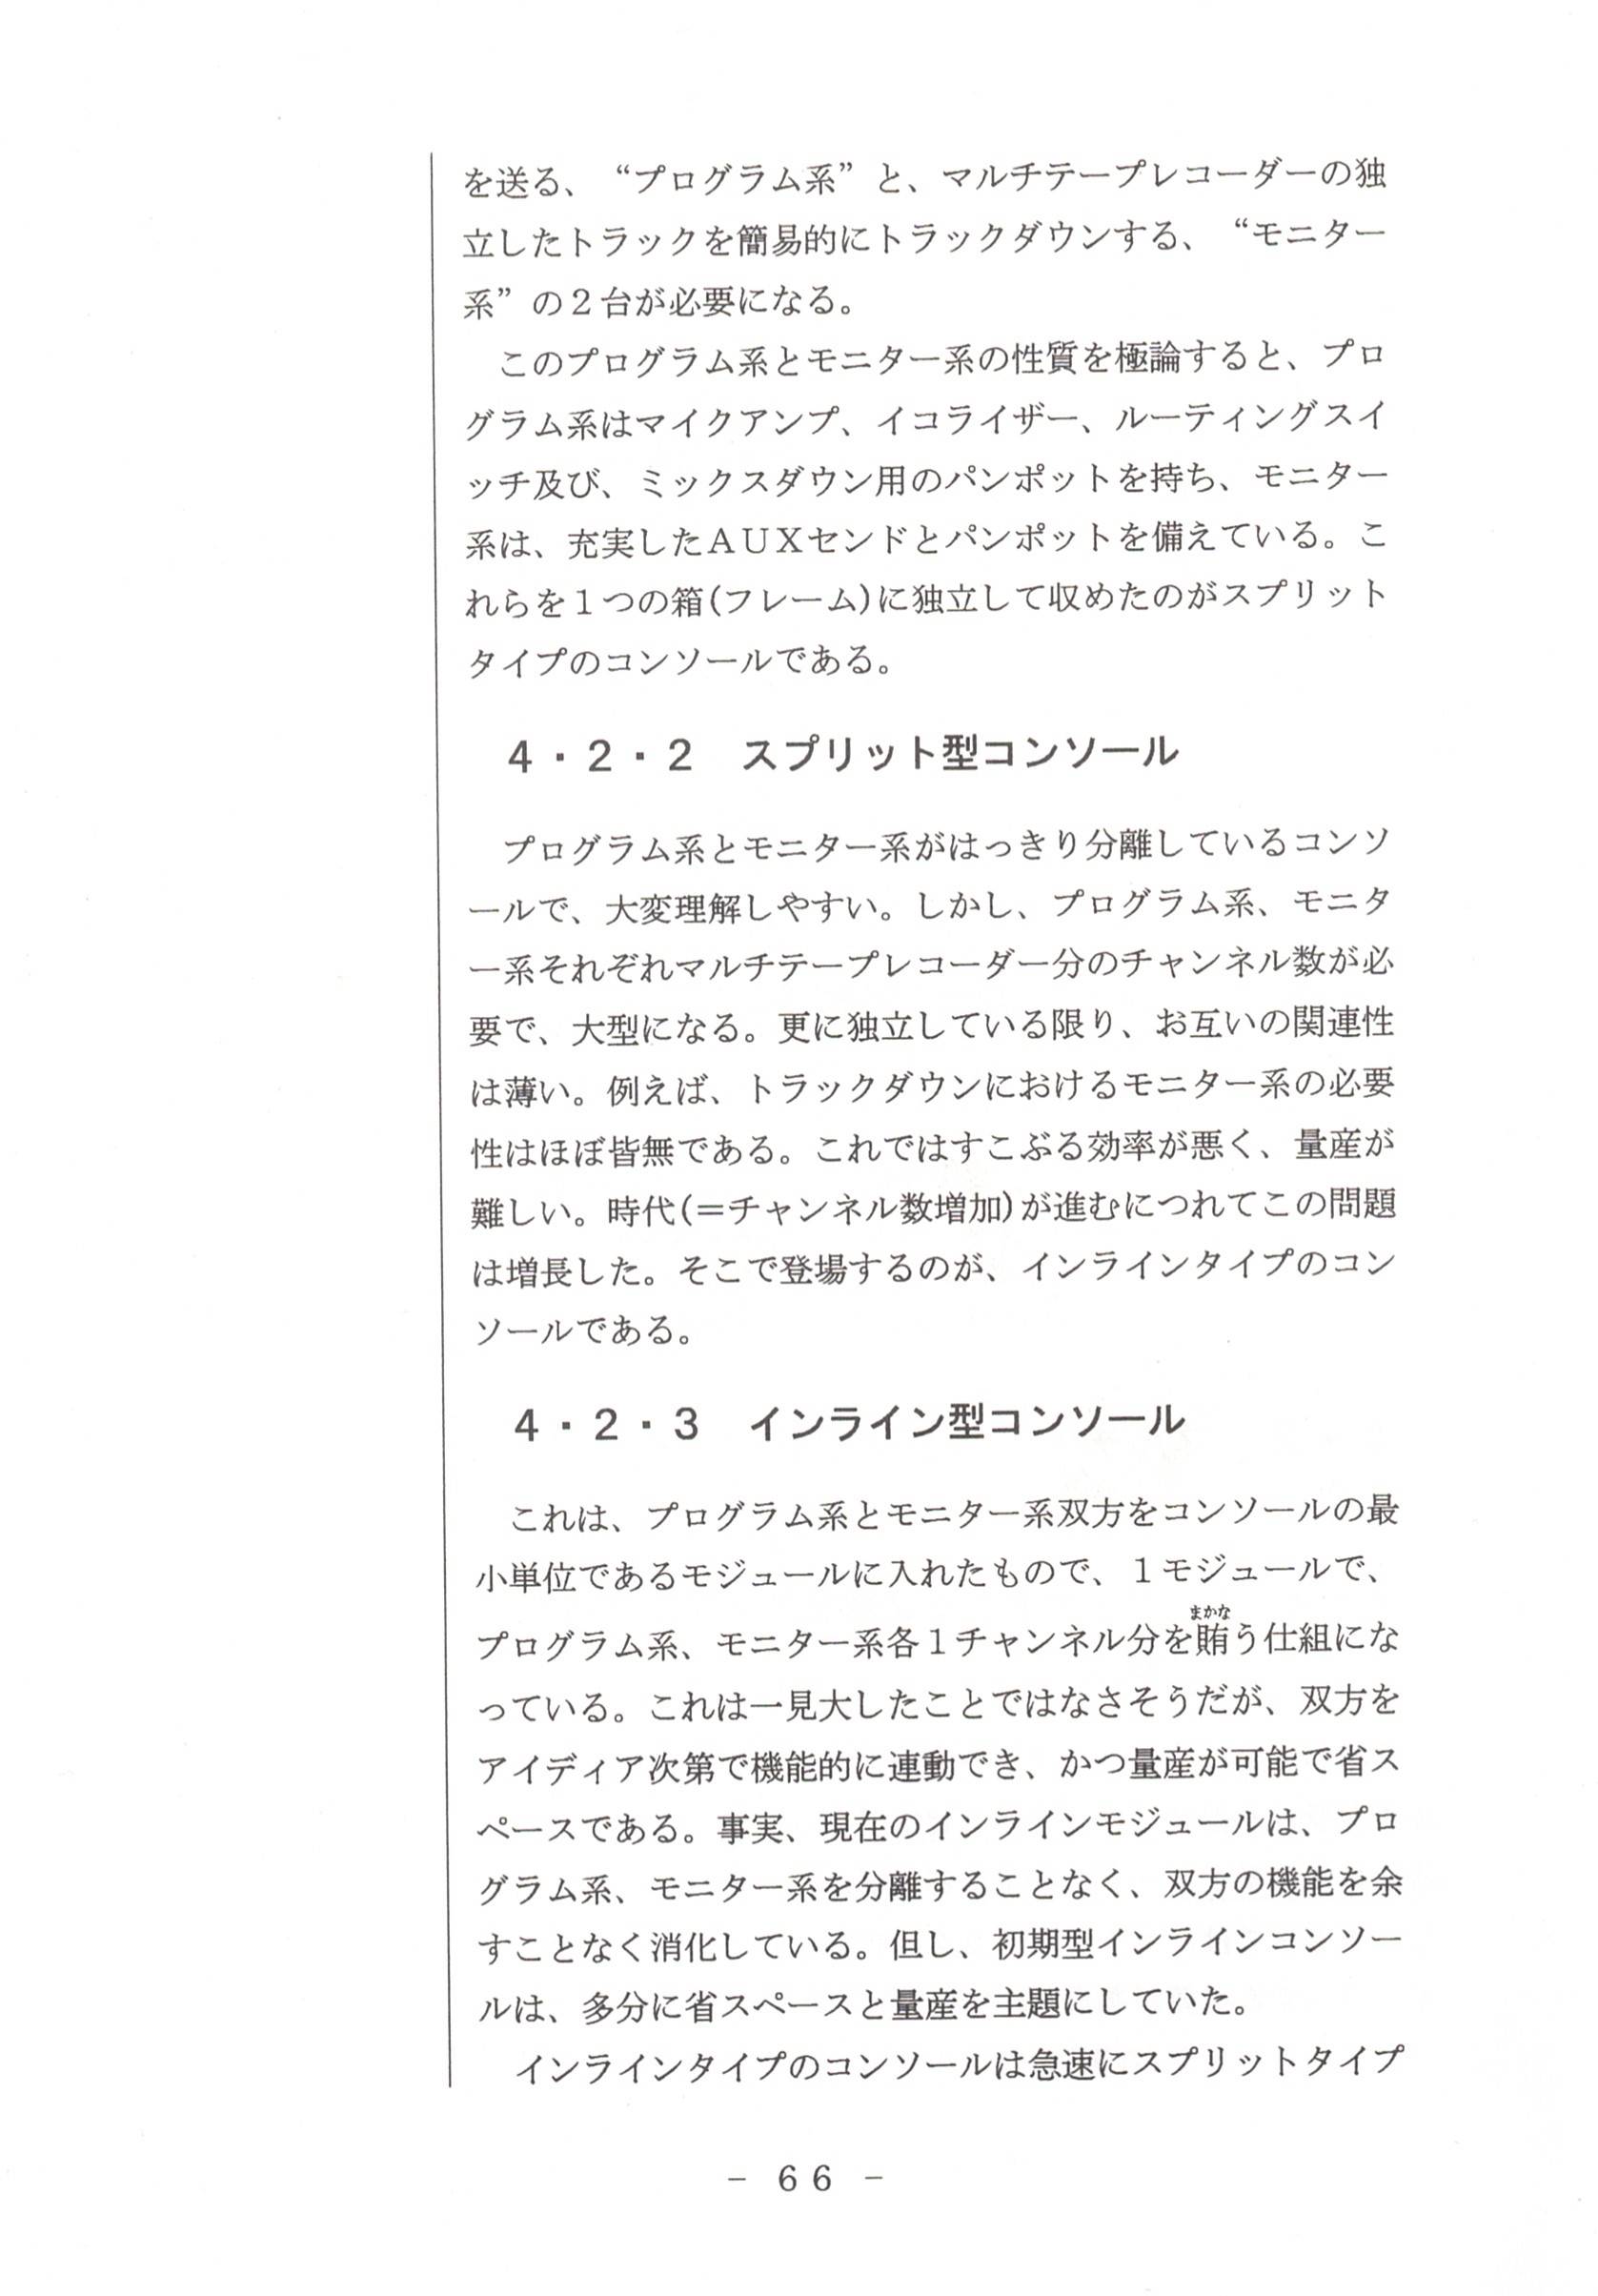 を送る、“プログラム系”と、マルチテープレコーダーの独
立したトラックを簡易的にトラックダウンする、“モニター
系”の２台が必要になる。
このプログラム系とモニター系の性質を極論すると、プロ
グラム系はマイクアンプ、イコライザー、ルーティングスイ
ッチ及び、ミックスダウン用のパンポットを持ち、モニター
系は、充実したＡＵＸセンドとパンポットを備えている。こ
れらを１つの箱(フレーム)に独立して収めたのがスプリット
タイプのコンソールである。
４・２・２　スプリット型コンソール
プログラム系とモニター系がはっきり分離しているコンソ
ールで、大変理解しやすい。しかし、プログラム系、モニタ
ー系それぞれマルチテープレコーダー分のチャンネル数が必
要で、大型になる。更に独立している限り、お互いの関連性
は薄い。例えば、トラックダウンにおけるモニター系の必要
性はほぼ皆無である。これではすこぶる効率が悪く、量産が
難しい。時代(＝チャンネル数増加)が進むにつれてこの問題
は増長した。そこで登場するのが、インラインタイプのコン
ソールである。
４・２・３　インライン型コンソール
これは、プログラム系とモニター系双方をコンソールの最
小単位であるモジュールに入れたもので、１モジュールで、
まかな
プログラム系、モニター系各１チャンネル分を賄う仕組にな
っている。これは一見大したことではなさそうだが、双方を
アイディア次第で機能的に連動でき、かつ量産が可能で省ス
ペースである。事実、現在のインラインモジュールは、プロ
グラム系、モニター系を分離することなく、双方の機能を余
すことなく消化している。但し、初期型インラインコンソー
ルは、多分に省スペースと量産を主題にしていた。
インラインタイプのコンソールは急速にスプリットタイプ
－ ６６ －